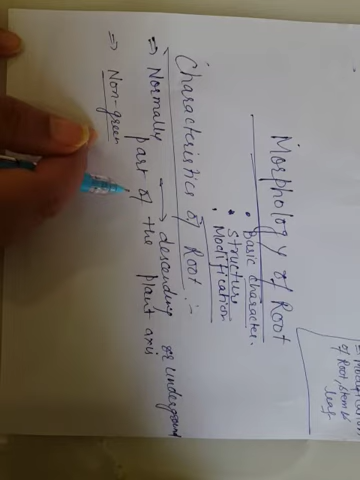 Morphology of Root
• Basic character.
• Structure
• Modification
Characteristics of Root :-
⇒ Normally → descending or underground
part of the plant axis
⇒ Non-green
= Modification
of Root, Stem &
leaf